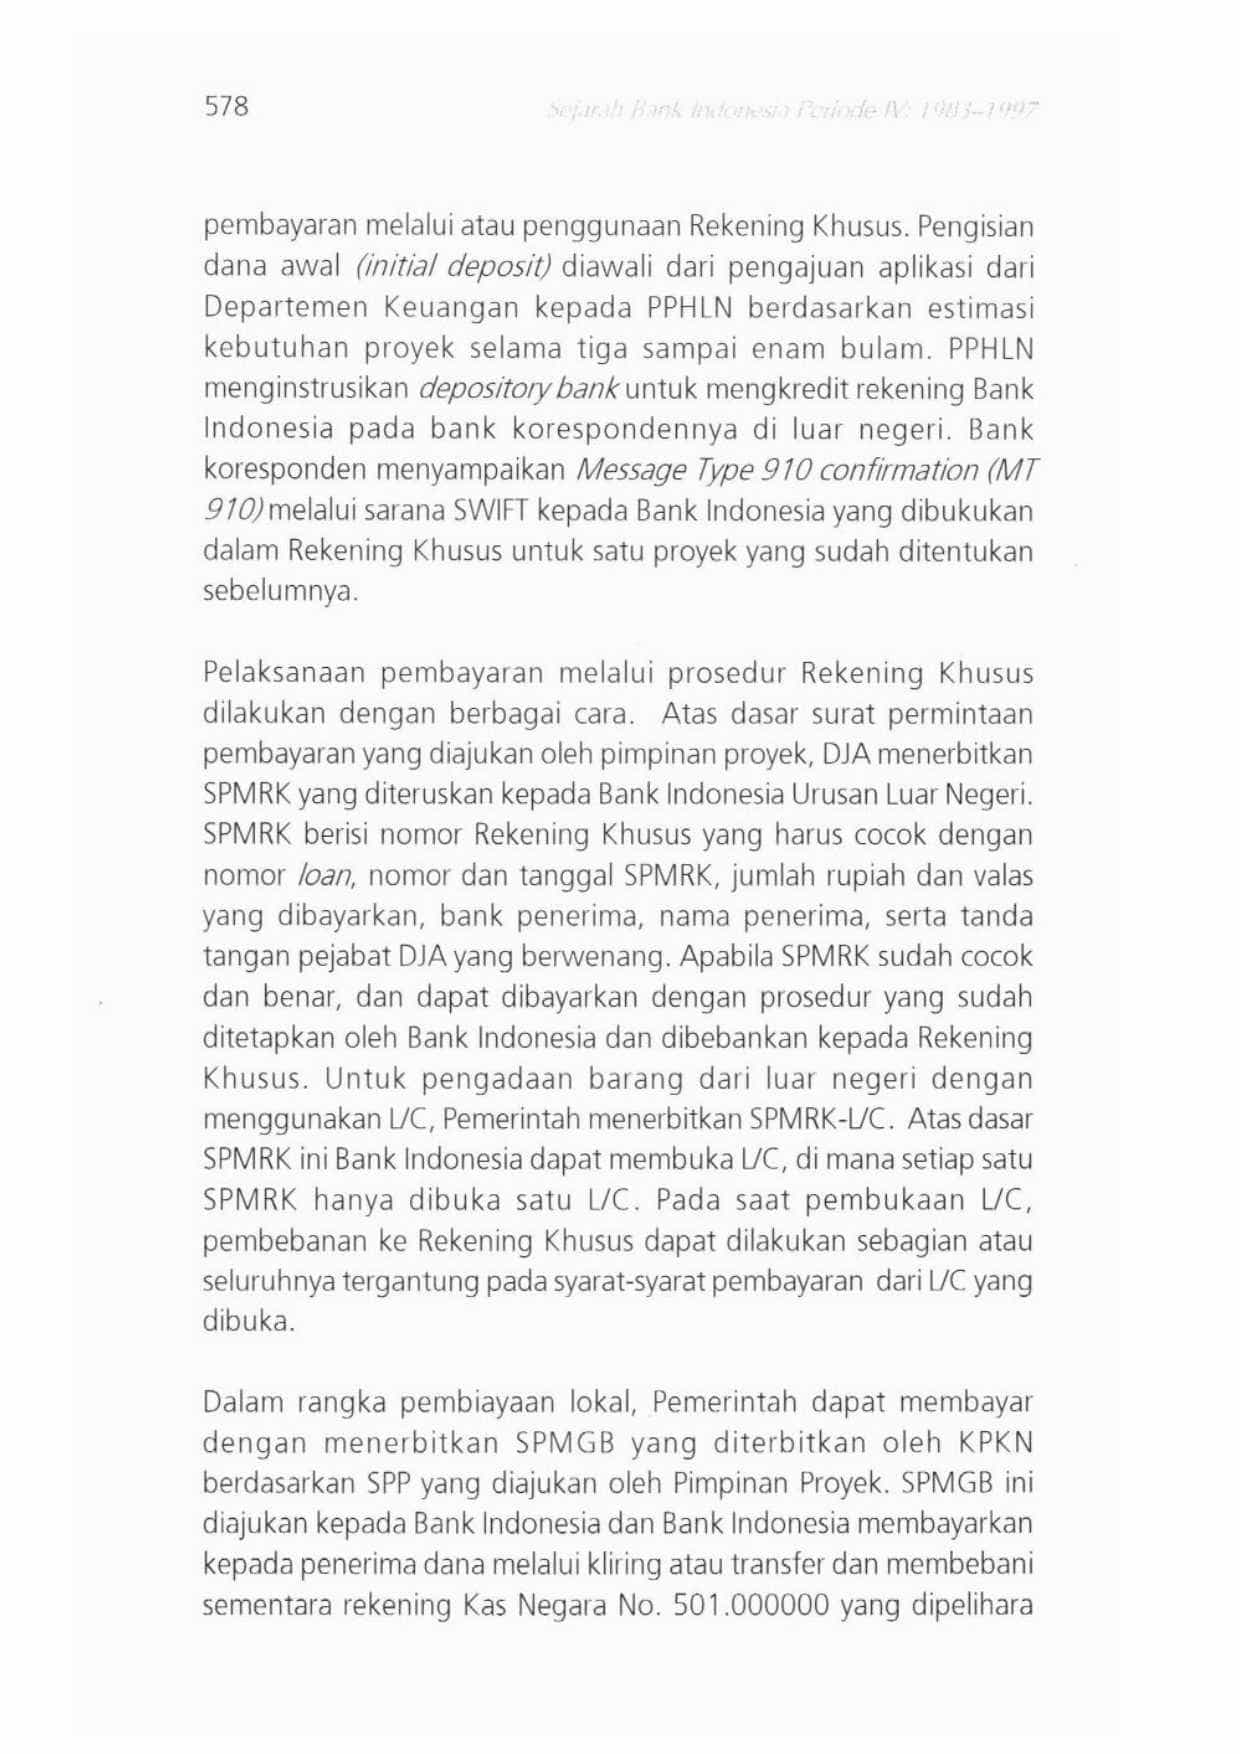 578
Sejarah Bank Indonesia Periode IV: 1983–1997
pembayaran melalui atau penggunaan Rekening Khusus. Pengisian
dana awal (initial deposit) diawali dari pengajuan aplikasi dari
Departemen Keuangan kepada PPHLN berdasarkan estimasi
kebutuhan proyek selama tiga sampai enam bulam. PPHLN
menginstrusikan depository bank untuk mengkredit rekening Bank
Indonesia pada bank korespondennya di luar negeri. Bank
koresponden menyampaikan Message Type 910 confirmation (MT
910) melalui sarana SWIFT kepada Bank Indonesia yang dibukukan
dalam Rekening Khusus untuk satu proyek yang sudah ditentukan
sebelumnya.
Pelaksanaan pembayaran melalui prosedur Rekening Khusus
dilakukan dengan berbagai cara. Atas dasar surat permintaan
pembayaran yang diajukan oleh pimpinan proyek, DJA menerbitkan
SPMRK yang diteruskan kepada Bank Indonesia Urusan Luar Negeri.
SPMRK berisi nomor Rekening Khusus yang harus cocok dengan
nomor loan, nomor dan tanggal SPMRK, jumlah rupiah dan valas
yang dibayarkan, bank penerima, nama penerima, serta tanda
tangan pejabat DJA yang berwenang. Apabila SPMRK sudah cocok
dan benar, dan dapat dibayarkan dengan prosedur yang sudah
ditetapkan oleh Bank Indonesia dan dibebankan kepada Rekening
Khusus. Untuk pengadaan barang dari luar negeri dengan
menggunakan L/C, Pemerintah menerbitkan SPMRK-L/C. Atas dasar
SPMRK ini Bank Indonesia dapat membuka L/C, di mana setiap satu
SPMRK hanya dibuka satu L/C. Pada saat pembukaan L/C,
pembebanan ke Rekening Khusus dapat dilakukan sebagian atau
seluruhnya tergantung pada syarat-syarat pembayaran dari L/C yang
dibuka.
Dalam rangka pembiayaan lokal, Pemerintah dapat membayar
dengan menerbitkan SPMGB yang diterbitkan oleh KPKN
berdasarkan SPP yang diajukan oleh Pimpinan Proyek. SPMGB ini
diajukan kepada Bank Indonesia dan Bank Indonesia membayarkan
kepada penerima dana melalui kliring atau transfer dan membebani
sementara rekening Kas Negara No. 501.000000 yang dipelihara